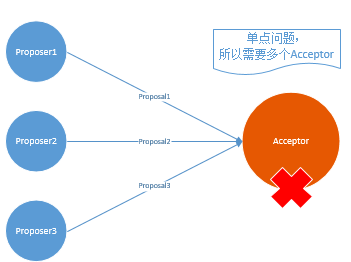 单点问题，
所以需要多个Acceptor
Proposer1
Proposal1
Proposer2
Proposal2
Acceptor
Proposal3
Proposer3